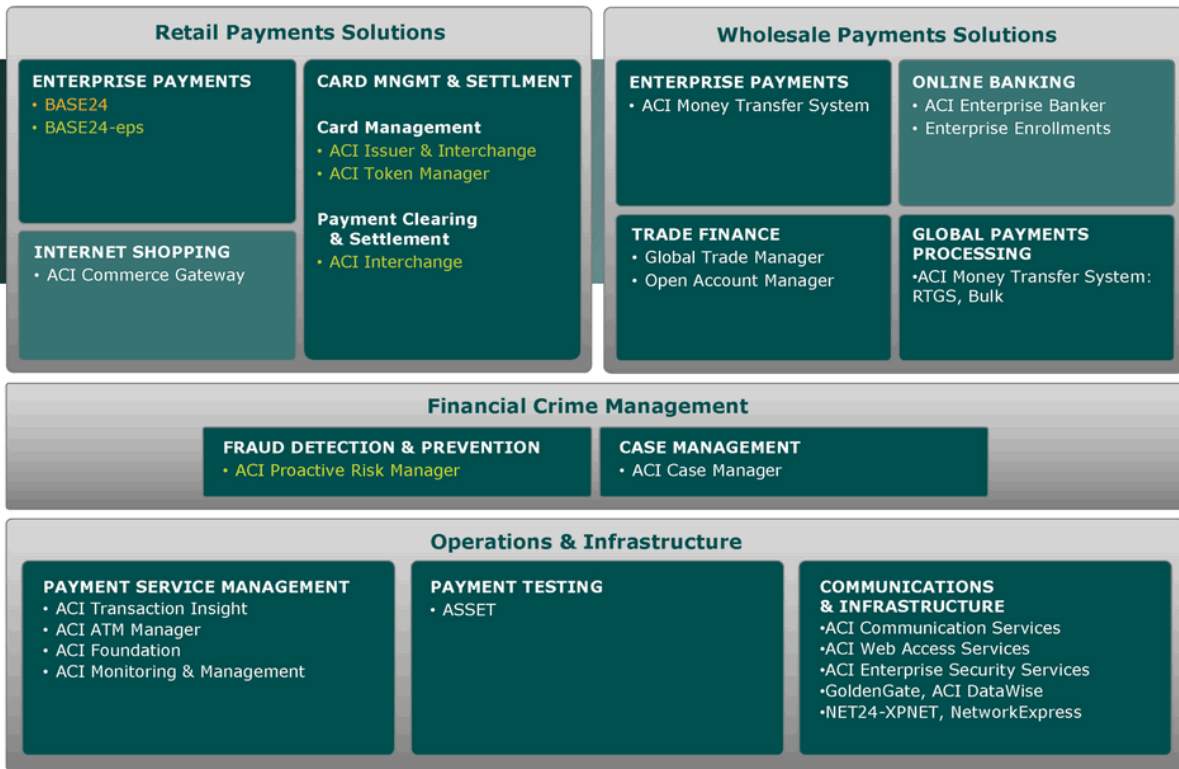 Retail Payments Solutions
ENTERPRISE PAYMENTS
• BASE24
• BASE24-eps
INTERNET SHOPPING
• ACI Commerce Gateway
CARD MNGMT & SETTLMENT
Card Management
• ACI Issuer & Interchange
• ACI Token Manager
Payment Clearing
& Settlement
• ACI Interchange
Wholesale Payments Solutions
ENTERPRISE PAYMENTS
• ACI Money Transfer System
ONLINE BANKING
• ACI Enterprise Banker
• Enterprise Enrollments
TRADE FINANCE
• Global Trade Manager
• Open Account Manager
GLOBAL PAYMENTS
PROCESSING
•ACI Money Transfer System:
RTGS, Bulk
Financial Crime Management
FRAUD DETECTION & PREVENTION
• ACI Proactive Risk Manager
CASE MANAGEMENT
• ACI Case Manager
Operations & Infrastructure
PAYMENT SERVICE MANAGEMENT
• ACI Transaction Insight
• ACI ATM Manager
• ACI Foundation
• ACI Monitoring & Management
PAYMENT TESTING
• ASSET
COMMUNICATIONS
& INFRASTRUCTURE
•ACI Communication Services
•ACI Web Access Services
•ACI Enterprise Security Services
•GoldenGate, ACI DataWise
•NET24-XPNET, NetworkExpress